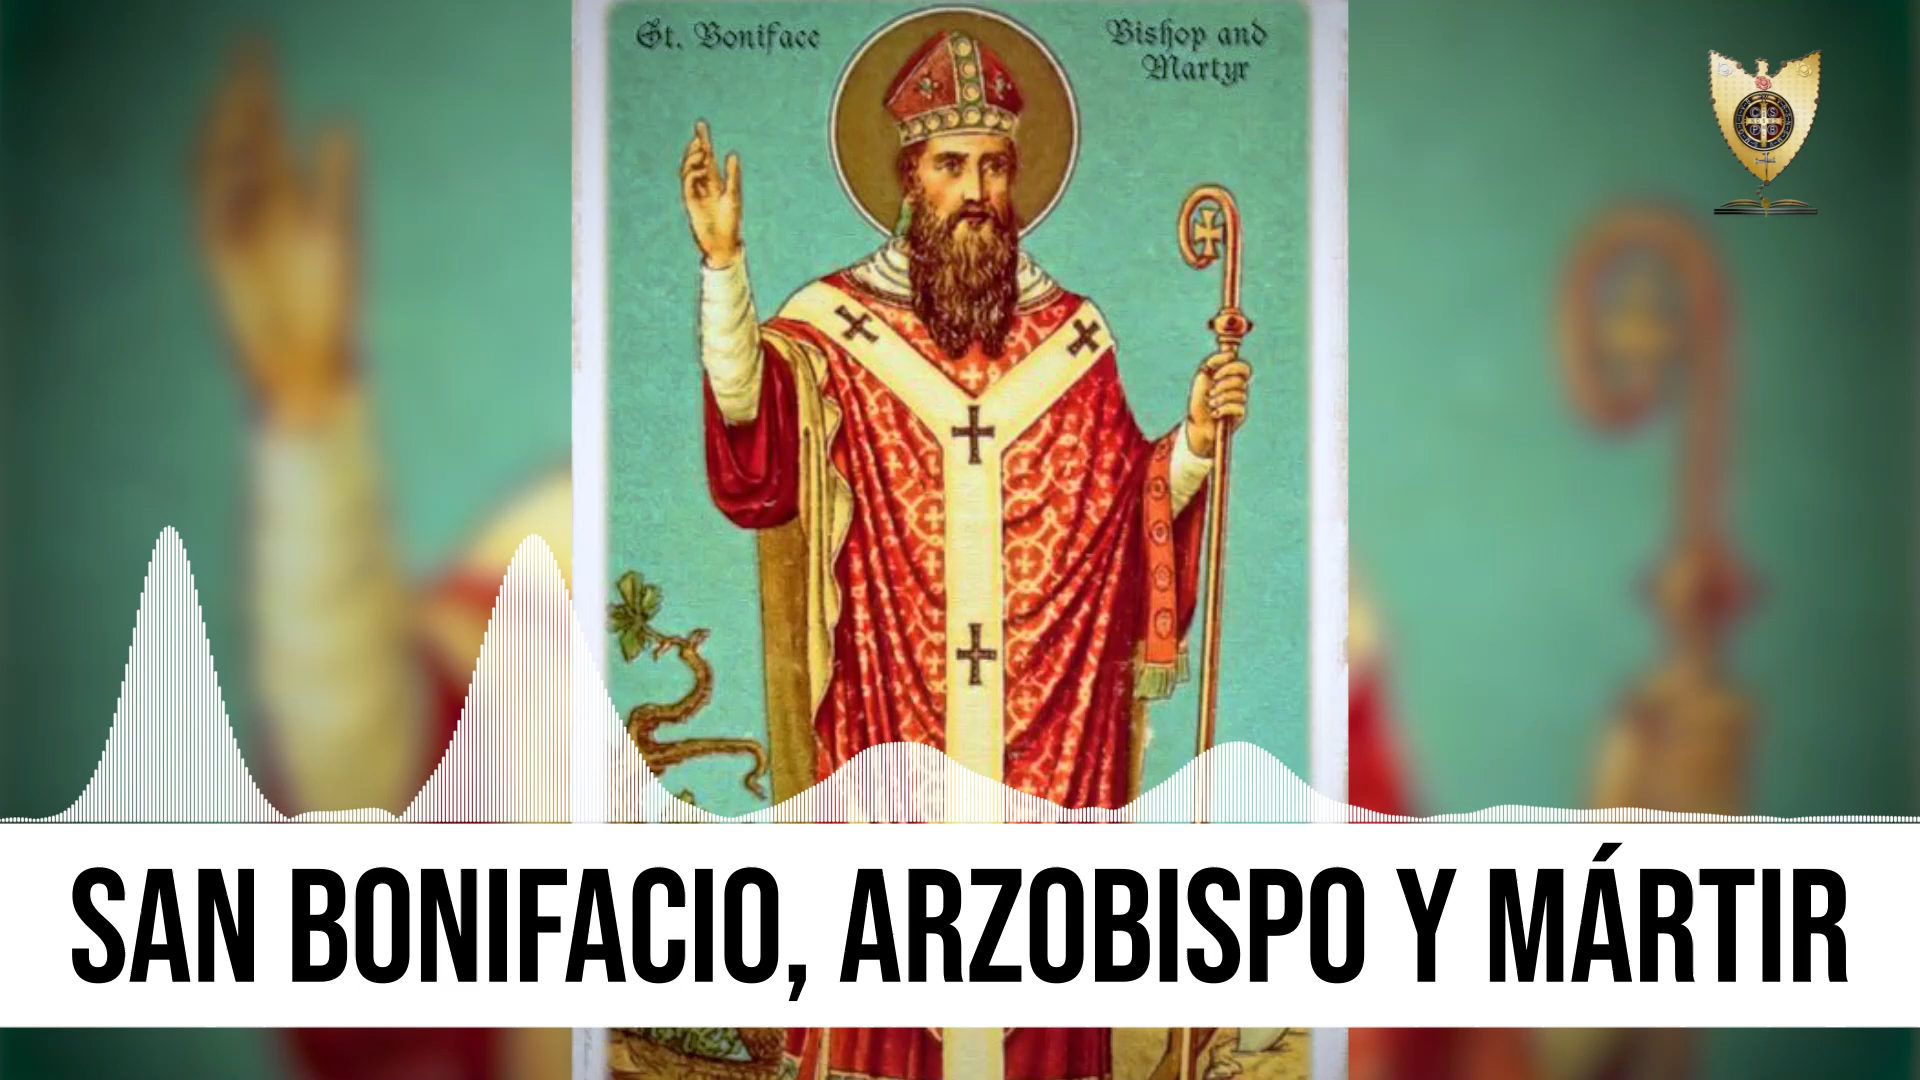 St. Boniface
Bishop and
Martyr
C S
P B
SAN BONIFACIO, ARZOBISPO Y MÁRTIR